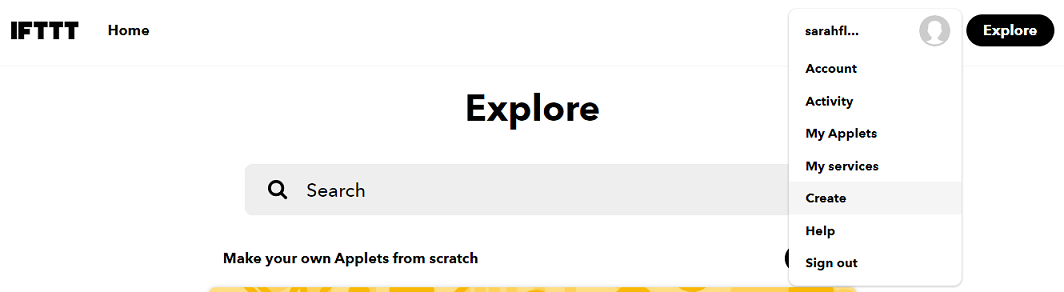 IFTTT Home sarahfl... Explore
Account
Activity
My Applets
My services
Create
Help
Sign out
Explore
Search
Make your own Applets from scratch